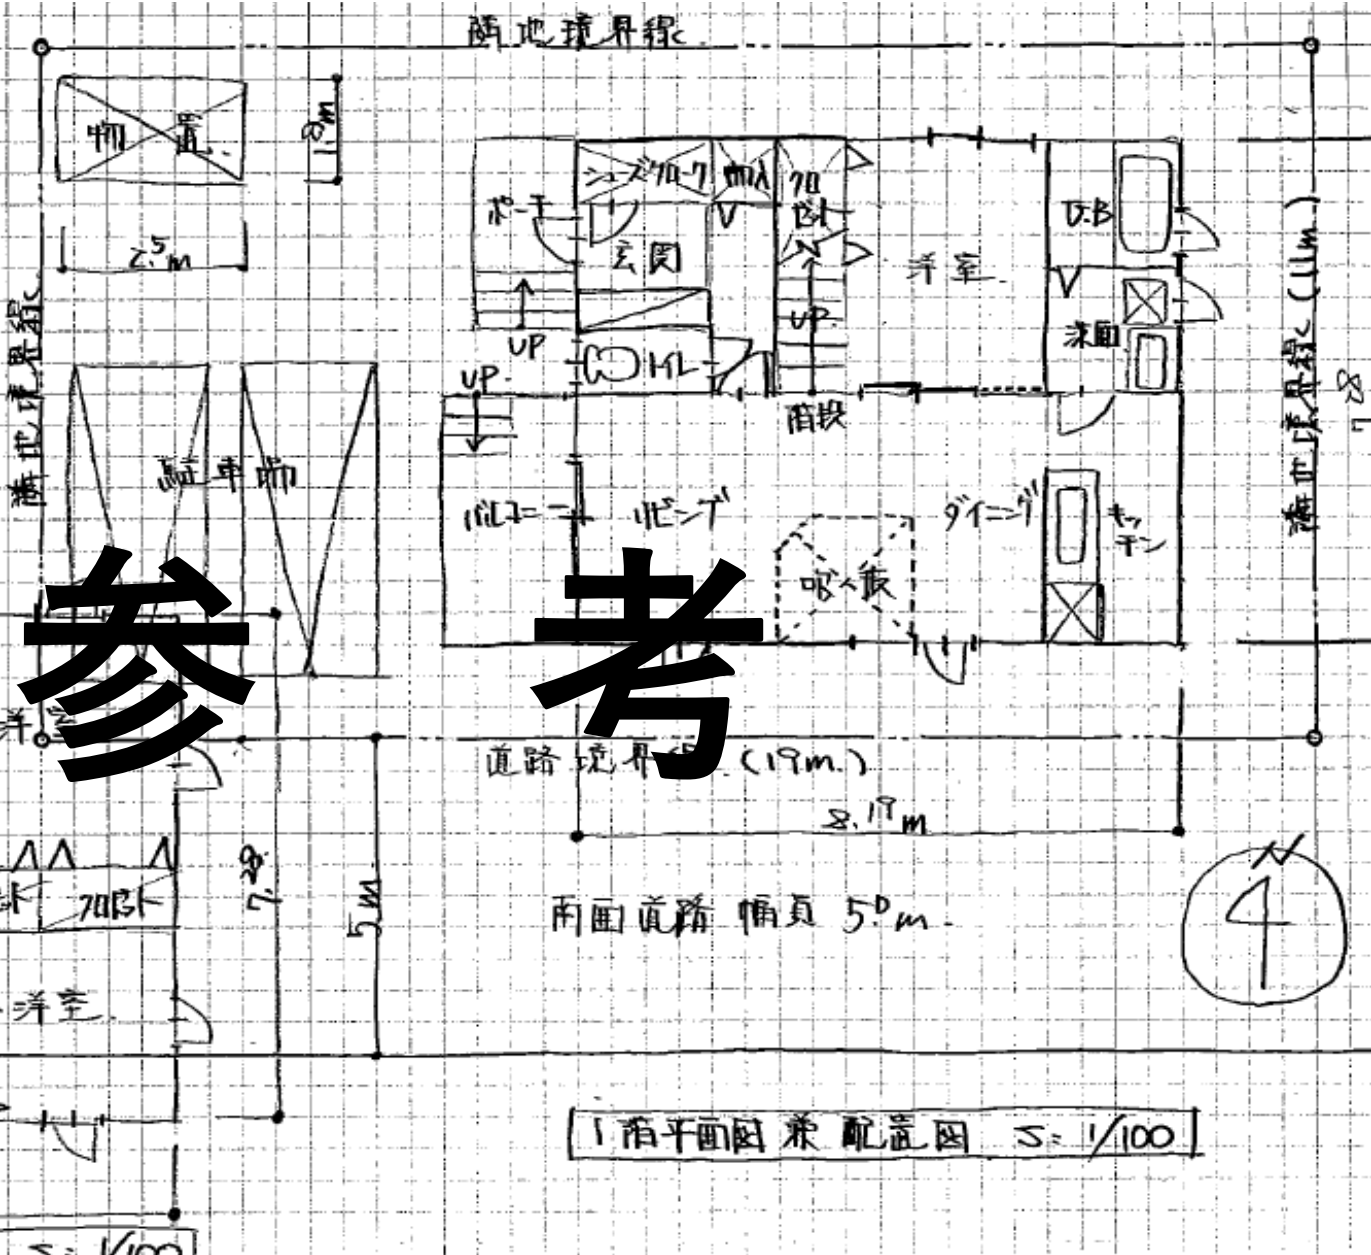 隣地境界線
物置
1.8m
2.5m
隣地境界線
シューズクローク
物入
クロゼット
ポーチ
玄関
洋室
U.B
隣地境界線 (11m.)
洗面
UP
UP
トイレ
UP.
階段
7.28
駐車場
バルコニー
リビング
ダイニング
キッチン
吹入抜
参考
洋室
道路境界線 (19m.)
8.19m
7.28
5m
クロゼット
N
南面道路 幅員 5.0m.
洋室
1階平面図兼配置図 S= 1/100
S= 1/100